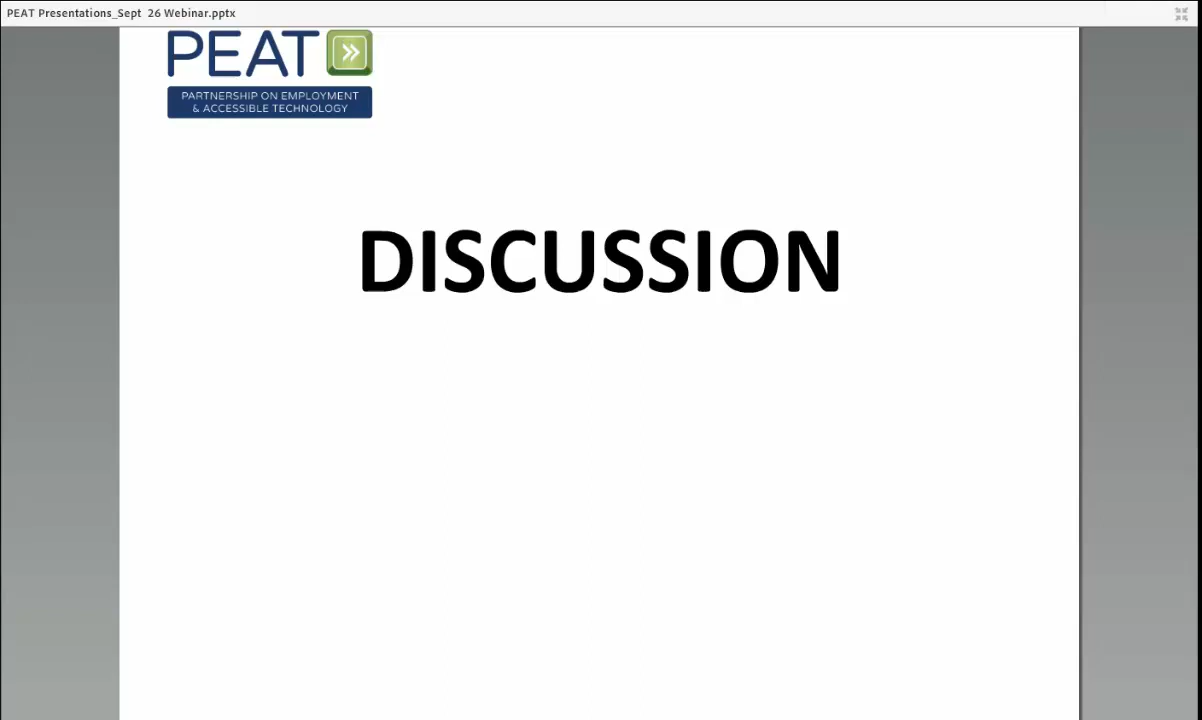 PEAT Presentations_Sept 26 Webinar.pptx
PEAT
PARTNERSHIP ON EMPLOYMENT
& ACCESSIBLE TECHNOLOGY
DISCUSSION